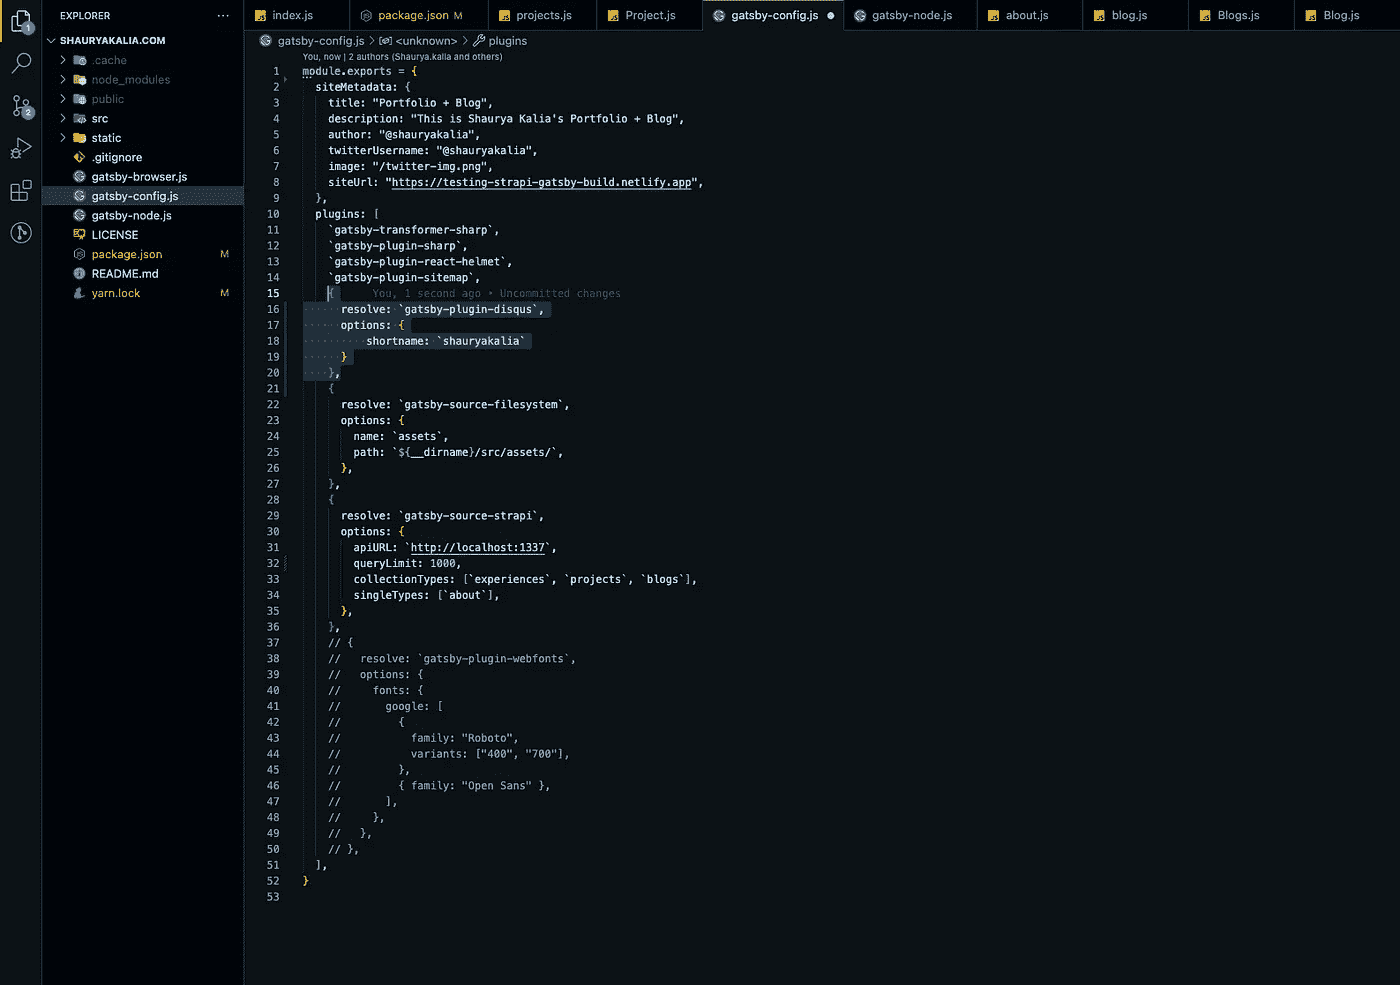 EXPLORER
SHAURYAKALIA.COM
.cache
node_modules
public
src
static
.gitignore
gatsby-browser.js
gatsby-config.js
gatsby-node.js
LICENSE
package.json M
README.md
yarn.lock M
1
2
index.js package.json M projects.js Project.js gatsby-config.js gatsby-node.js about.js blog.js Blogs.js Blog.js
gatsby-config.js > <unknown> > plugins
You, now | 2 authors (Shaurya.kalia and others)
1 module.exports = {
2 siteMetadata: {
3 title: "Portfolio + Blog",
4 description: "This is Shaurya Kalia's Portfolio + Blog",
5 author: "@shauryakalia",
6 twitterUsername: "@shauryakalia",
7 image: "/twitter-img.png",
8 siteUrl: "https://testing-strapi-gatsby-build.netlify.app",
9 },
10 plugins: [
11 `gatsby-transformer-sharp`,
12 `gatsby-plugin-sharp`,
13 `gatsby-plugin-react-helmet`,
14 `gatsby-plugin-sitemap`,
15 { You, 1 second ago • Uncommitted changes
16 resolve: `gatsby-plugin-disqus`,
17 options: {
18 shortname: `shauryakalia`
19 }
20 },
21 {
22 resolve: `gatsby-source-filesystem`,
23 options: {
24 name: `assets`,
25 path: `${__dirname}/src/assets/`,
26 },
27 },
28 {
29 resolve: `gatsby-source-strapi`,
30 options: {
31 apiURL: `http://localhost:1337`,
32 queryLimit: 1000,
33 collectionTypes: [`experiences`, `projects`, `blogs`],
34 singleTypes: [`about`],
35 },
36 },
37 // {
38 // resolve: `gatsby-plugin-webfonts`,
39 // options: {
40 // fonts: {
41 // google: [
42 // {
43 // family: "Roboto",
44 // variants: ["400", "700"],
45 // },
46 // { family: "Open Sans" },
47 // ],
48 // },
49 // },
50 // },
51 ],
52 }
53